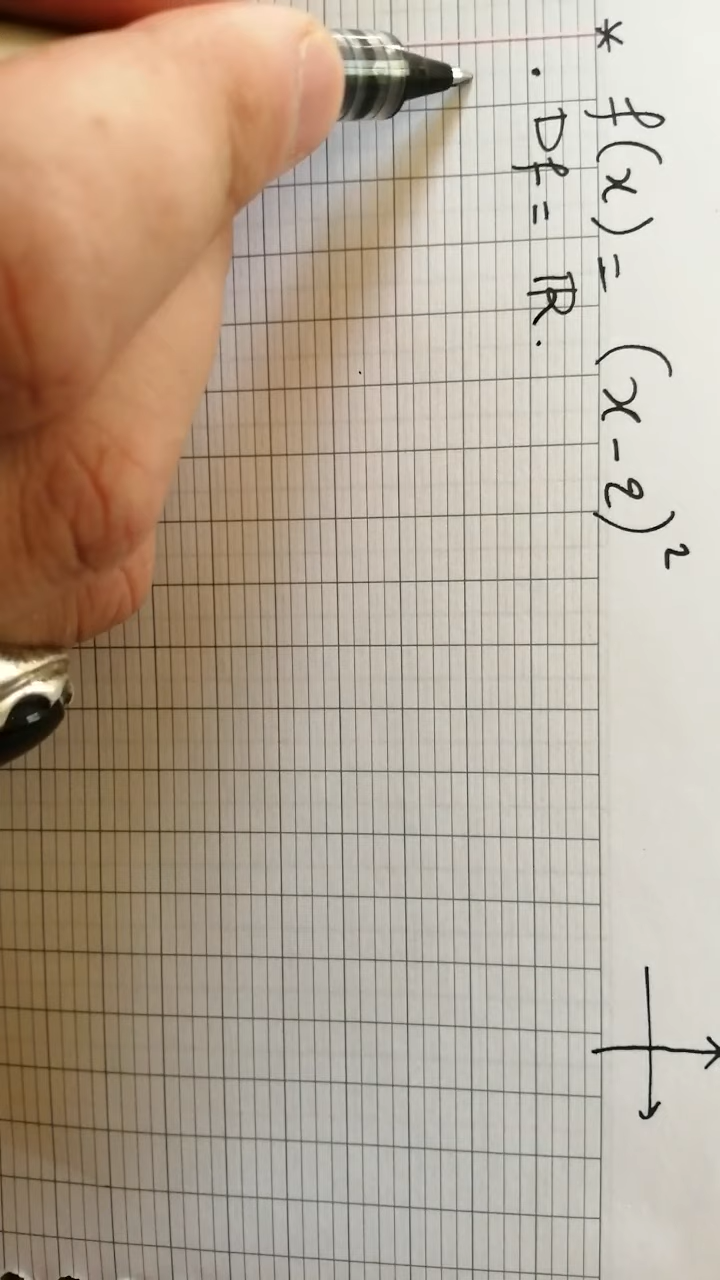 * f(x) = (x-2)²
· Df = ℝ.